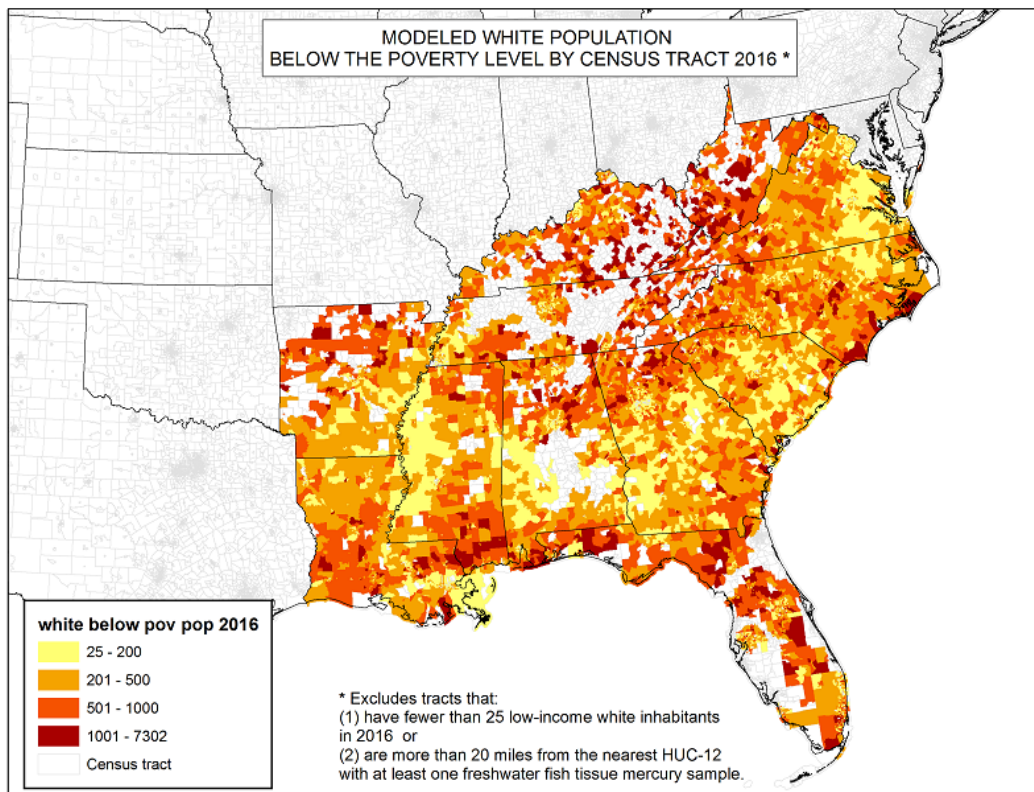 MODELED WHITE POPULATION
BELOW THE POVERTY LEVEL BY CENSUS TRACT 2016 *
white below pov pop 2016
25 - 200
201 - 500
501 - 1000
1001 - 7302
Census tract
* Excludes tracts that:
(1) have fewer than 25 low-income white inhabitants
in 2016 or
(2) are more than 20 miles from the nearest HUC-12
with at least one freshwater fish tissue mercury sample.